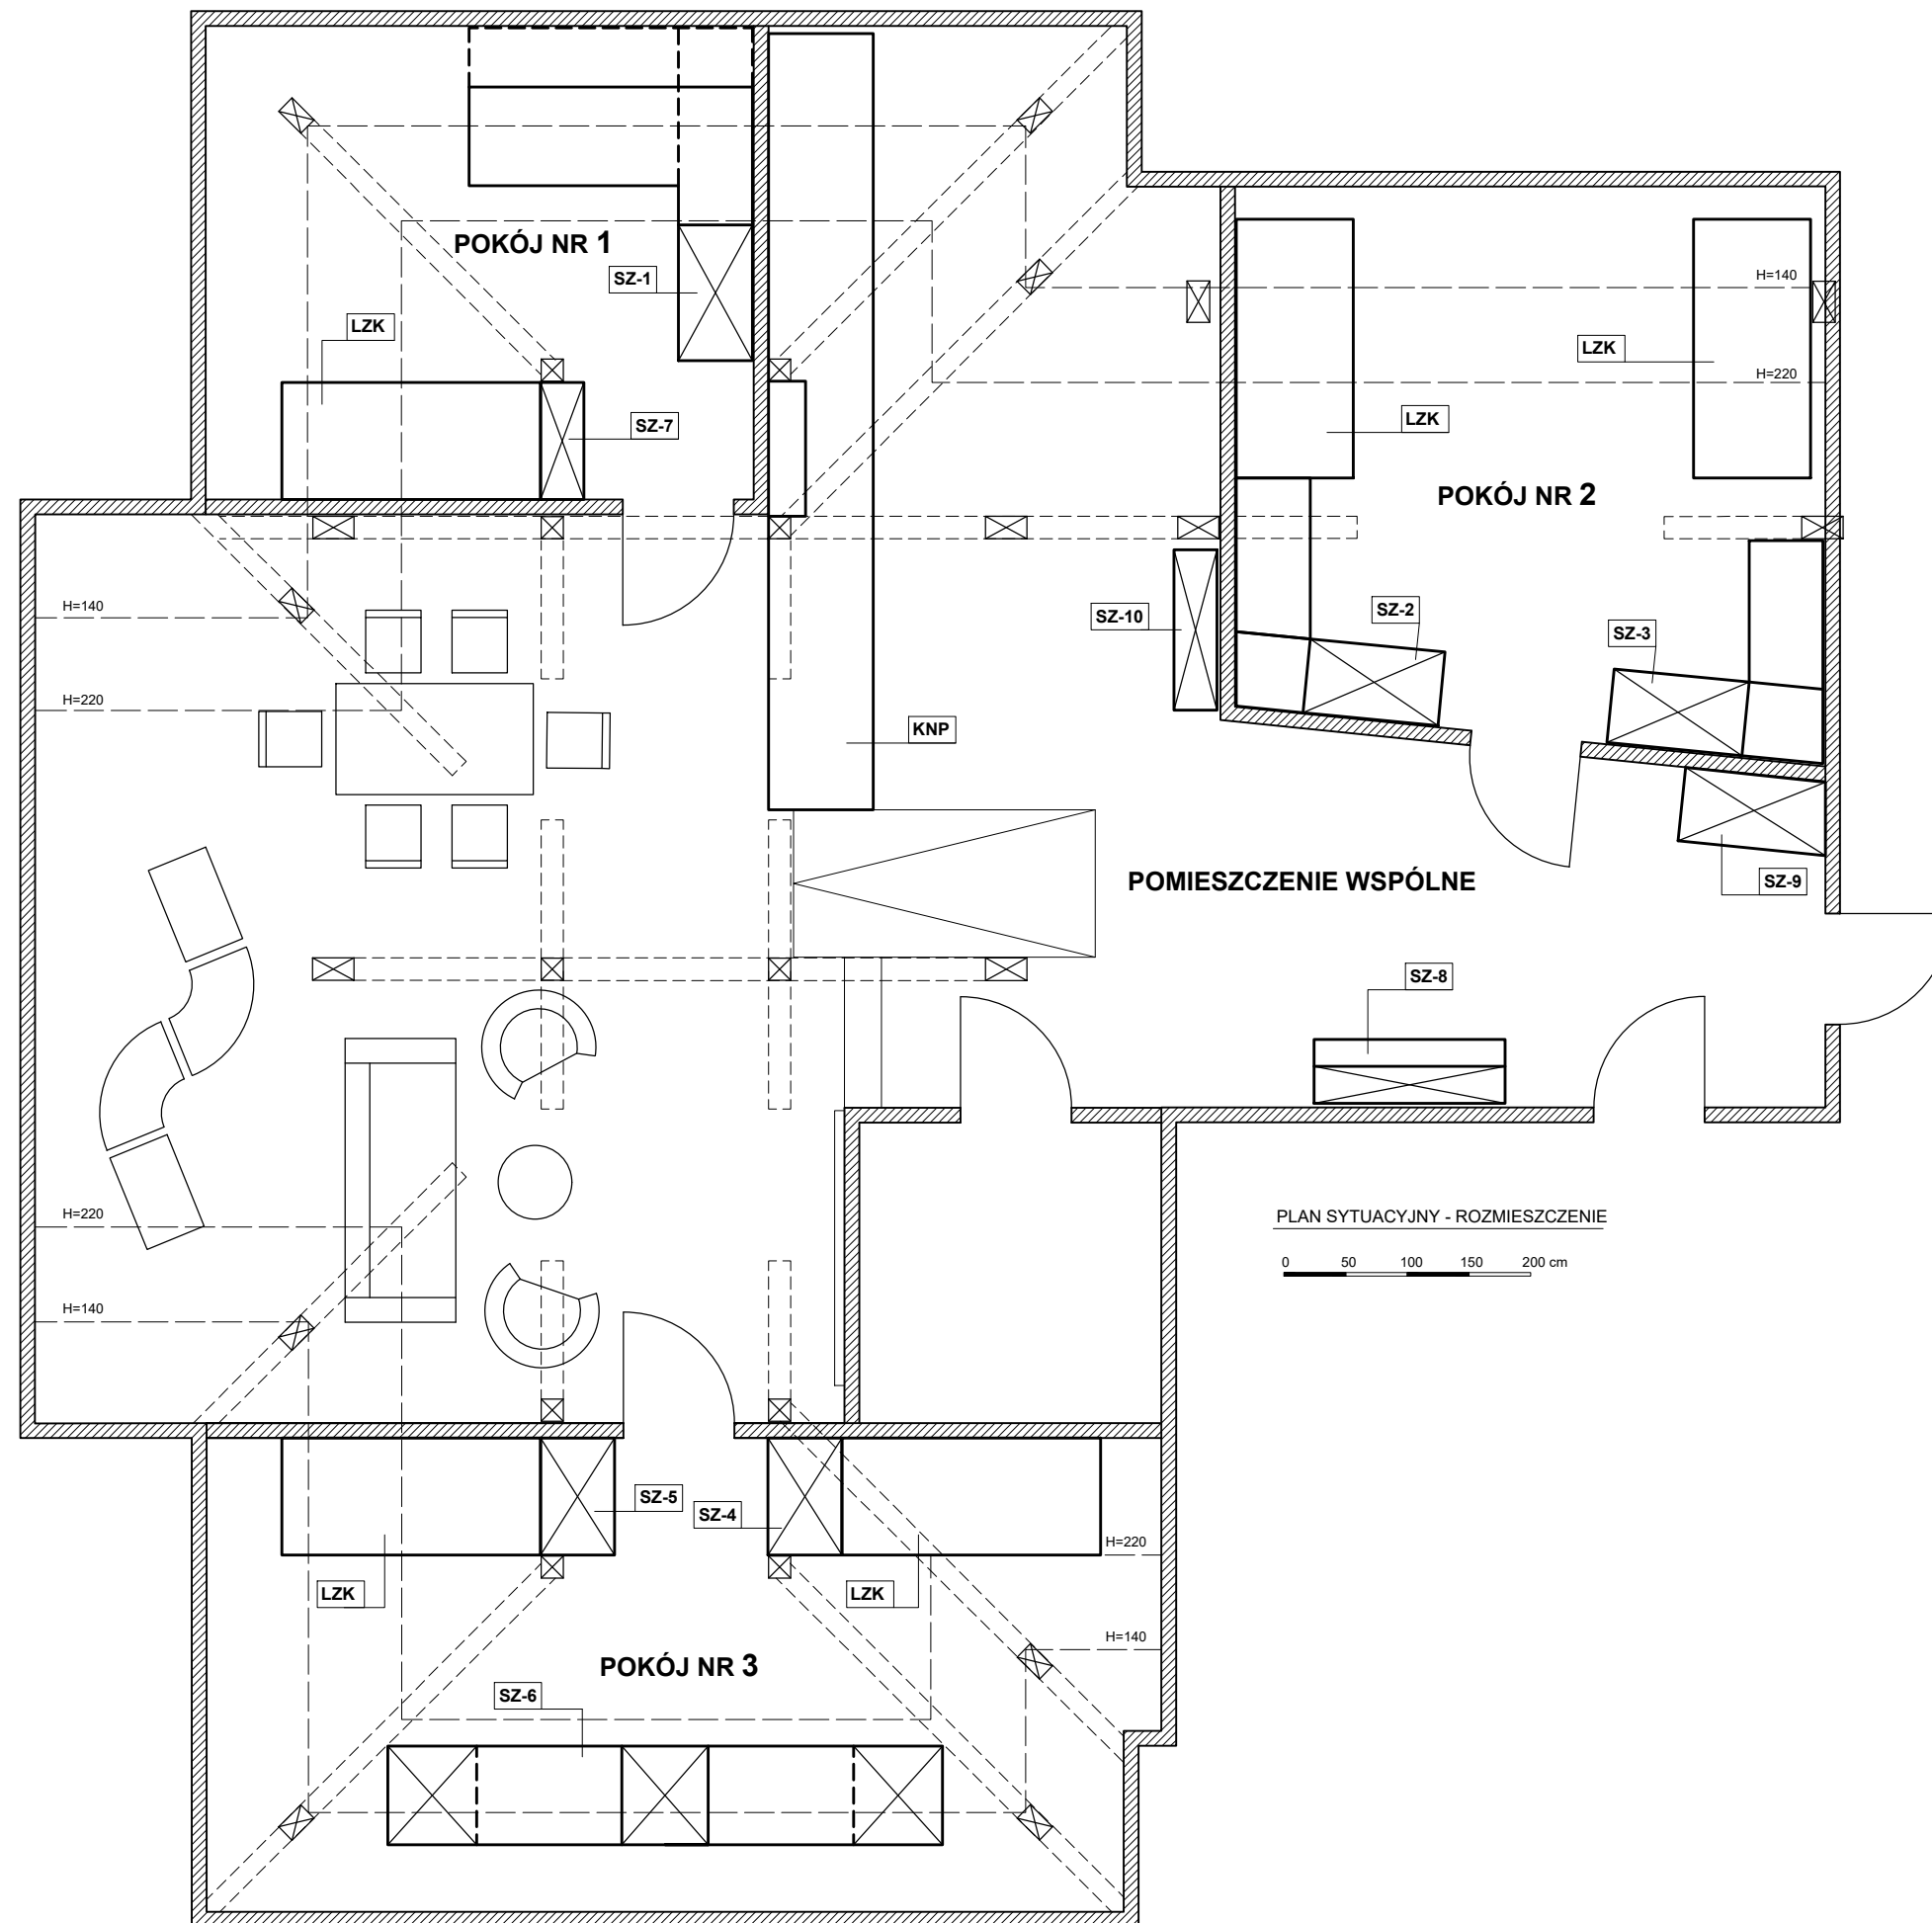 POKÓJ NR 1
SZ-1
LZK
SZ-7
H=140
LZK
H=220
LZK
POKÓJ NR 2
H=140
SZ-10
SZ-2
SZ-3
H=220
KNP
POMIESZCZENIE WSPÓLNE
SZ-9
SZ-8
H=220
PLAN SYTUACYJNY - ROZMIESZCZENIE
0 50 100 150 200 cm
H=140
SZ-5
SZ-4
H=220
LZK
LZK
H=140
POKÓJ NR 3
SZ-6